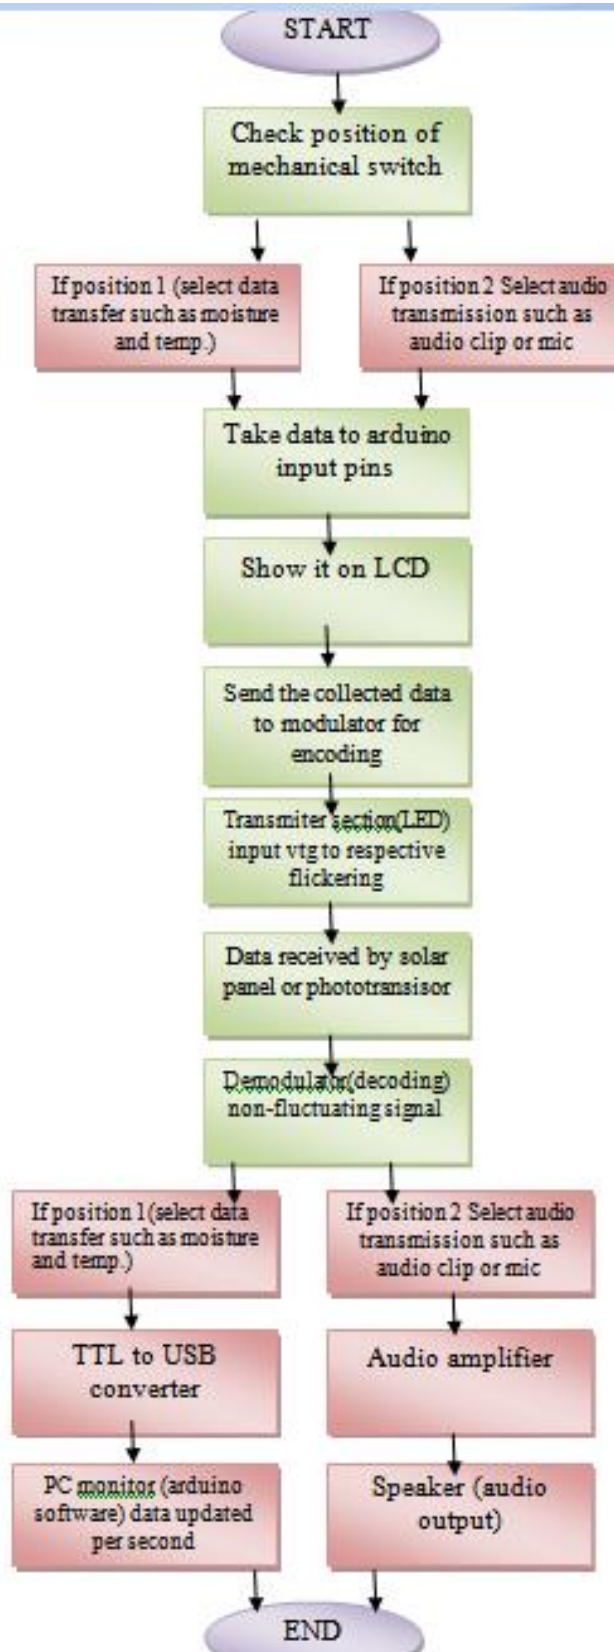 START
Check position of
mechanical switch
If position 1 (select data
transfer such as moisture
and temp.)
If position 2 Select audio
transmission such as
audio clip or mic
Take data to arduino
input pins
Show it on LCD
Send the collected data
to modulator for
encoding
Transmiter section(LED)
input vtg to respective
flickering
Data received by solar
panel or phototransisor
Demodulator(decoding)
non-fluctuating signal
If position 1(select data
transfer such as moisture
and temp.)
If position 2 Select audio
transmission such as
audio clip or mic
TTL to USB
converter
Audio amplifier
PC monitor (arduino
software) data updated
per second
Speaker (audio
output)
END